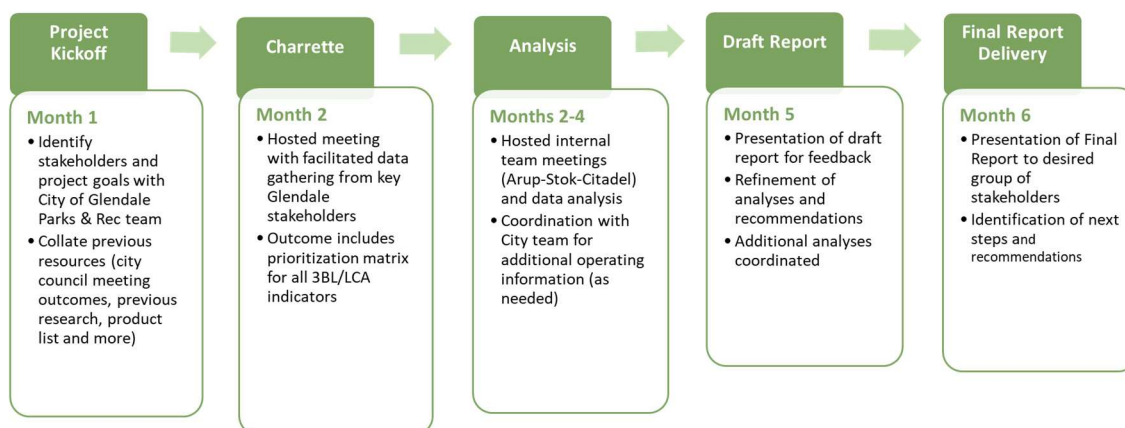 Project
Kickoff
Month 1
• Identify
stakeholders and
project goals with
City of Glendale
Parks & Rec team
• Collate previous
resources (city
council meeting
outcomes, previous
research, product
list and more)
Charrette
Month 2
• Hosted meeting
with facilitated data
gathering from key
Glendale
stakeholders
• Outcome includes
prioritization matrix
for all 3BL/LCA
indicators
Analysis
Months 2-4
• Hosted internal
team meetings
(Arup-Stok-Citadel)
and data analysis
• Coordination with
City team for
additional operating
information (as
needed)
Draft Report
Month 5
• Presentation of draft
report for feedback
• Refinement of
analyses and
recommendations
• Additional analyses
coordinated
Final Report
Delivery
Month 6
• Presentation of Final
Report to desired
group of
stakeholders
• Identification of next
steps and
recommendations